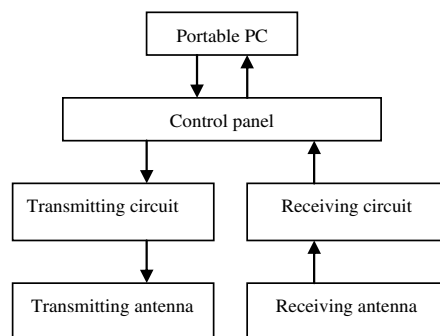 Portable PC
Control panel
Transmitting circuit
Receiving circuit
Transmitting antenna
Receiving antenna